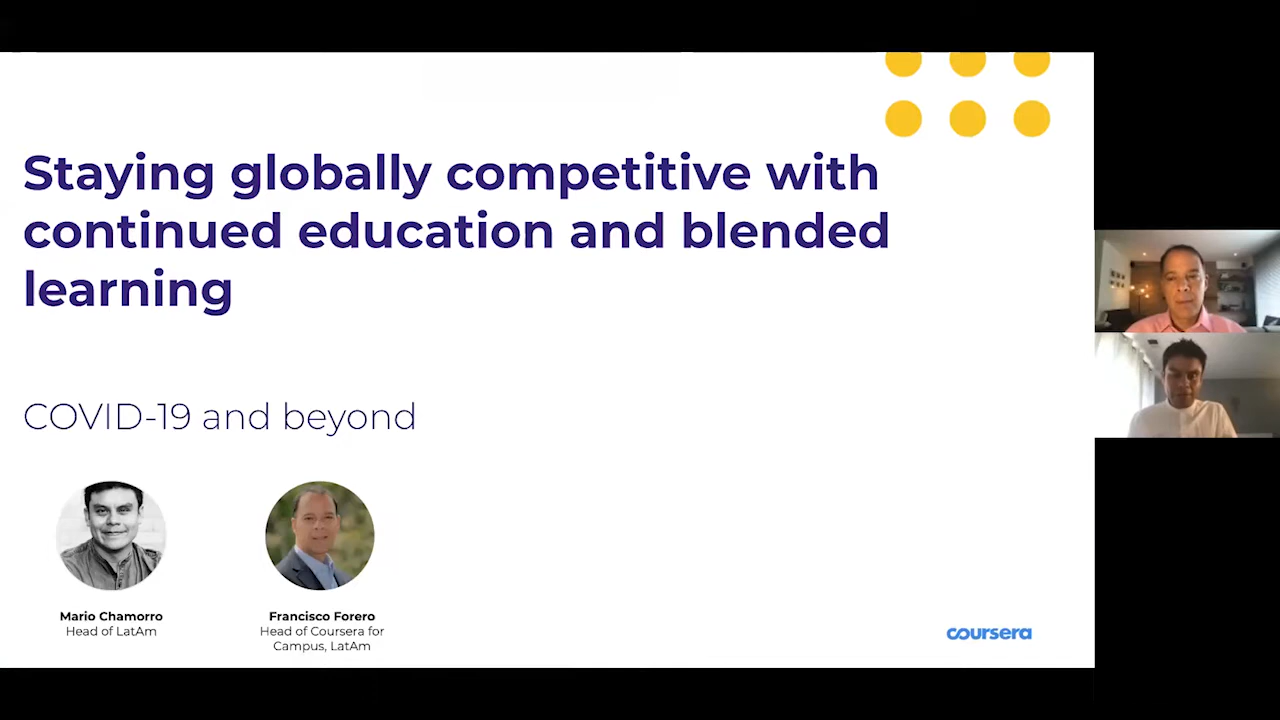 Staying globally competitive with
continued education and blended
learning
COVID-19 and beyond
Mario Chamorro
Head of LatAm
Francisco Forero
Head of Coursera for
Campus, LatAm
coursera